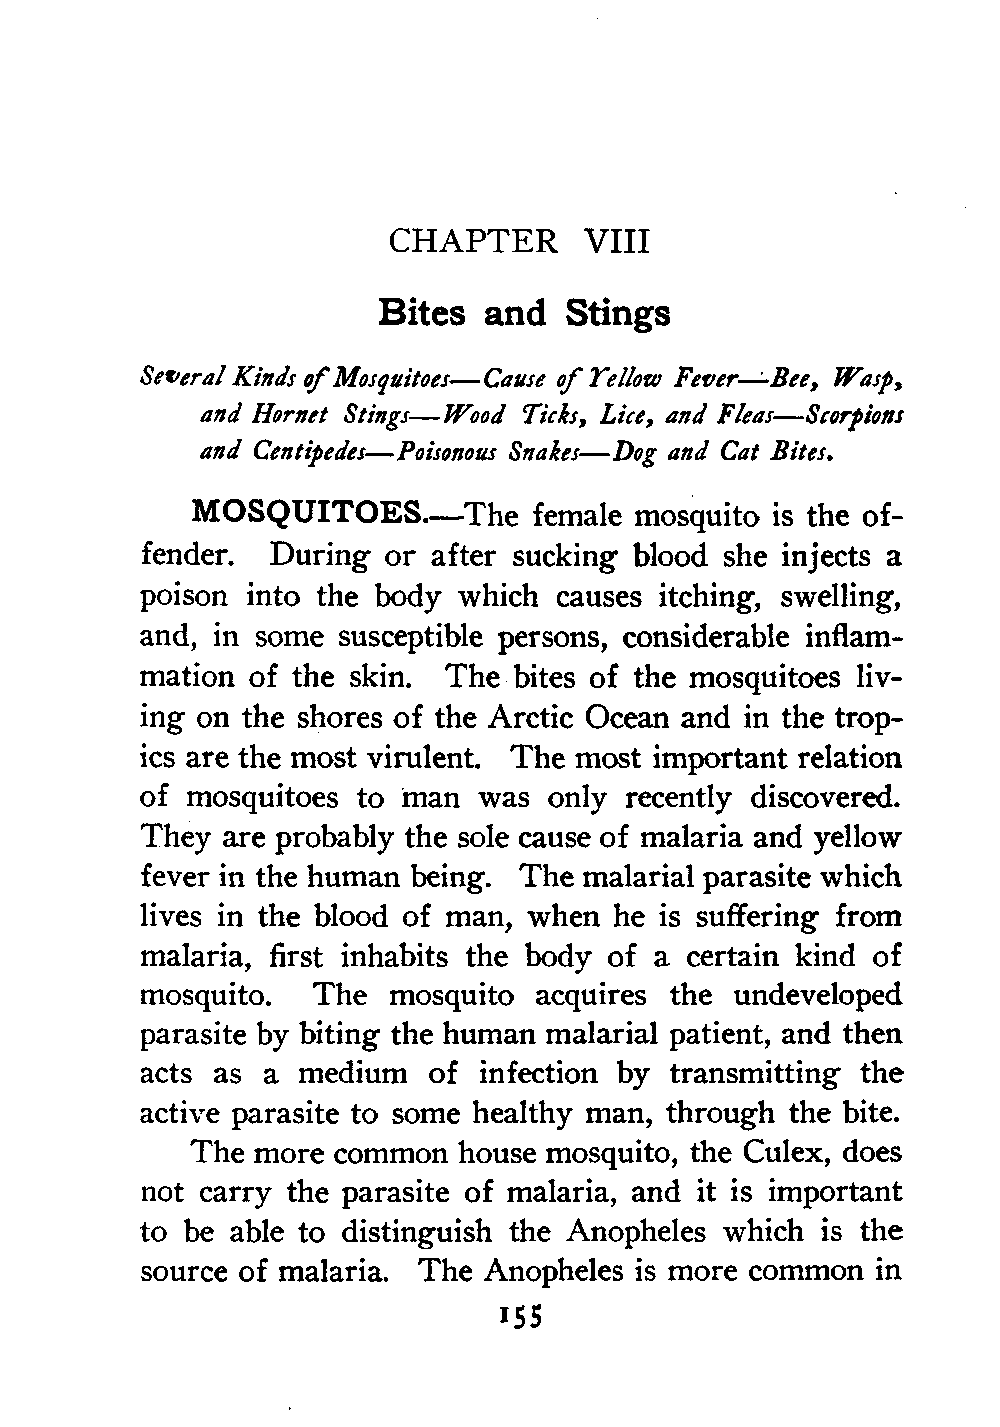 CHAPTER VIII
Bites and Stings
Several Kinds of Mosquitoes—Cause of Yellow Fever—Bee, Wasp,
and Hornet Stings—Wood Ticks, Lice, and Fleas—Scorpions
and Centipedes—Poisonous Snakes—Dog and Cat Bites.
MOSQUITOES.—The female mosquito is the of-
fender. During or after sucking blood she injects a
poison into the body which causes itching, swelling,
and, in some susceptible persons, considerable inflam-
mation of the skin. The bites of the mosquitoes liv-
ing on the shores of the Arctic Ocean and in the trop-
ics are the most virulent. The most important relation
of mosquitoes to man was only recently discovered.
They are probably the sole cause of malaria and yellow
fever in the human being. The malarial parasite which
lives in the blood of man, when he is suffering from
malaria, first inhabits the body of a certain kind of
mosquito. The mosquito acquires the undeveloped
parasite by biting the human malarial patient, and then
acts as a medium of infection by transmitting the
active parasite to some healthy man, through the bite.
The more common house mosquito, the Culex, does
not carry the parasite of malaria, and it is important
to be able to distinguish the Anopheles which is the
source of malaria. The Anopheles is more common in
155